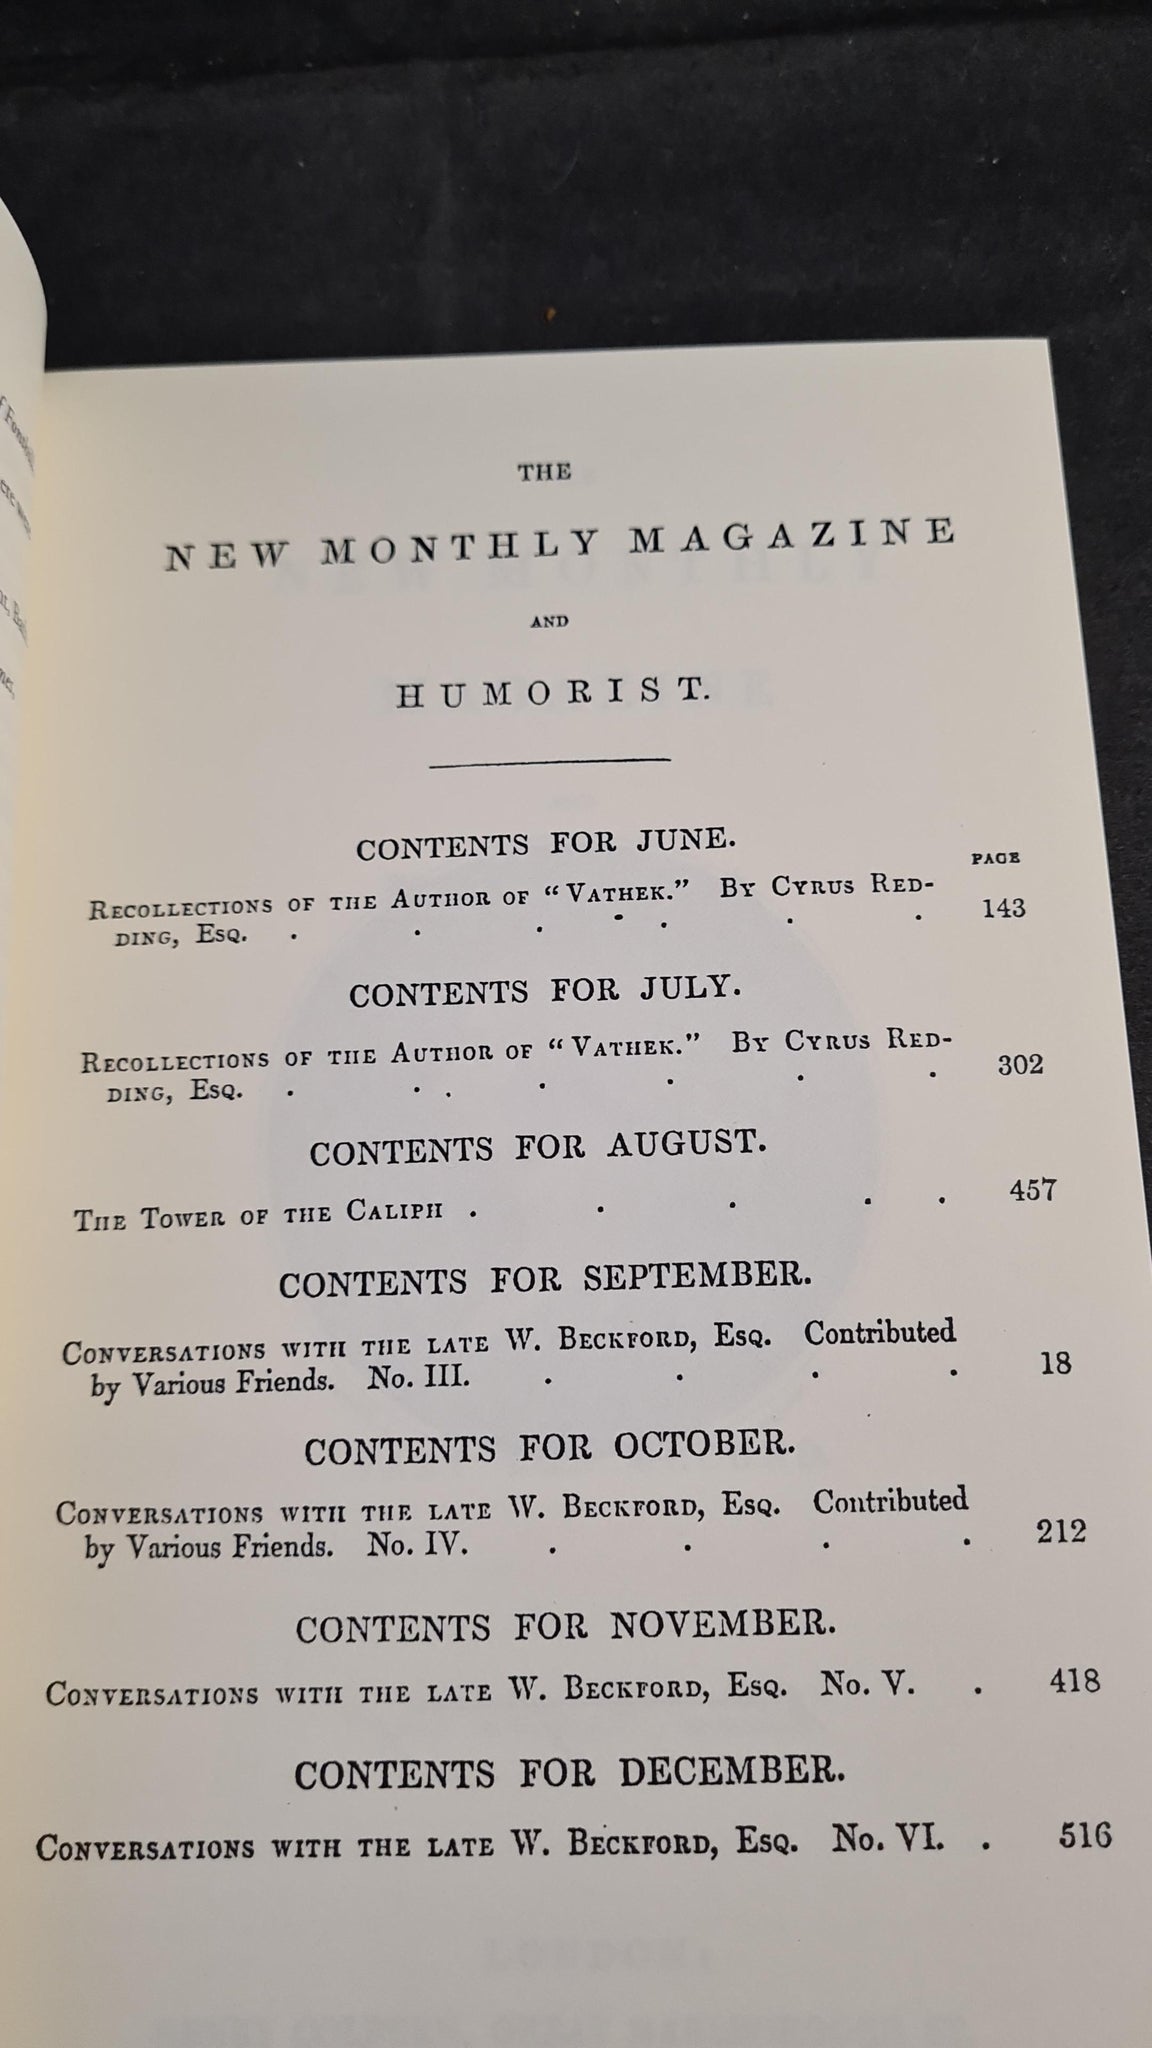 THE
NEW MONTHLY MAGAZINE
AND
HUMORIST.
CONTENTS FOR JUNE.
PAGE
RECOLLECTIONS OF THE AUTHOR OF "VATHEK." BY CYRUS RED-
DING, ESQ. . . . . . . . 143
CONTENTS FOR JULY.
RECOLLECTIONS OF THE AUTHOR OF "VATHEK." BY CYRUS RED-
DING, ESQ. . . . . . . . 302
CONTENTS FOR AUGUST.
THE TOWER OF THE CALIPH . . . . . 457
CONTENTS FOR SEPTEMBER.
CONVERSATIONS WITH THE LATE W. BECKFORD, ESQ. Contributed
by Various Friends. No. III. . . . . 18
CONTENTS FOR OCTOBER.
CONVERSATIONS WITH THE LATE W. BECKFORD, ESQ. Contributed
by Various Friends. No. IV. . . . . 212
CONTENTS FOR NOVEMBER.
CONVERSATIONS WITH THE LATE W. BECKFORD, ESQ. No. V. . 418
CONTENTS FOR DECEMBER.
CONVERSATIONS WITH THE LATE W. BECKFORD, ESQ. No. VI. . 516